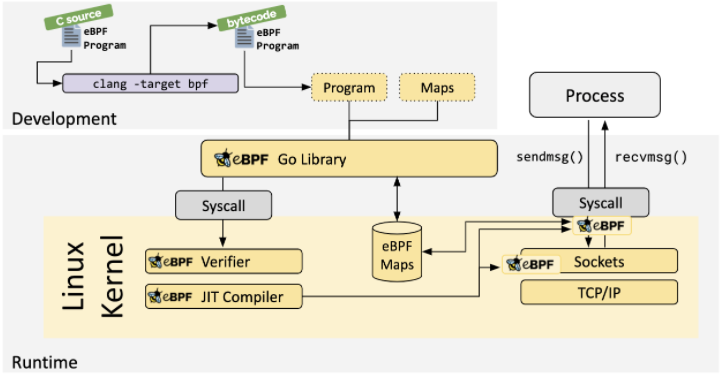 C source
eBPF
Program
bytecode
eBPF
Program
clang -target bpf
Program
Maps
Development
Process
sendmsg()
recvmsg()
eBPF Go Library
Syscall
Syscall
eBPF
Linux
Kernel
eBPF Verifier
eBPF
Maps
eBPF
Sockets
eBPF JIT Compiler
TCP/IP
Runtime